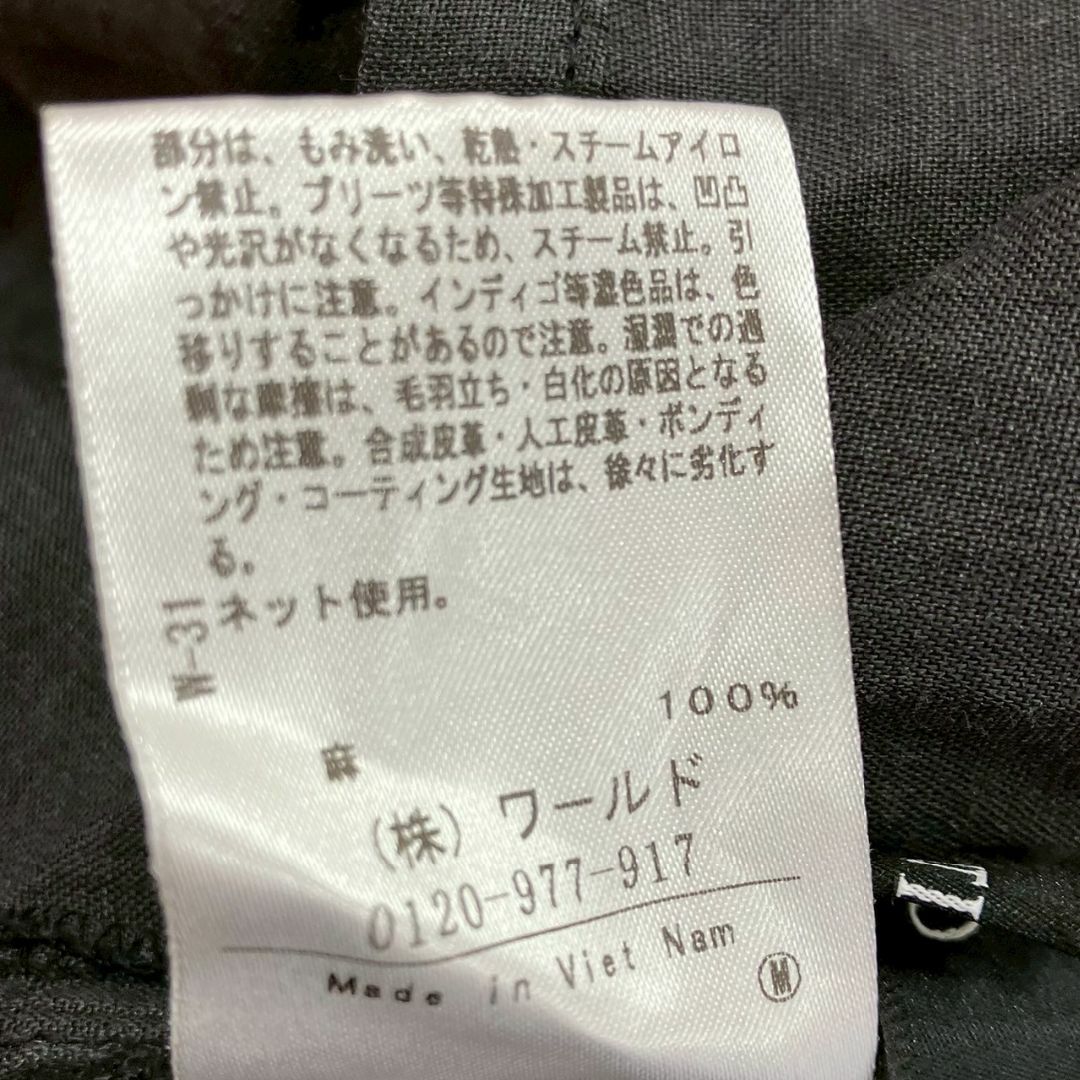 部分は、もみ洗い、乾熱・スチームアイロ
ン禁止。プリーツ等特殊加工製品は、凹凸
や光沢がなくなるため、スチーム禁止。引
っかけに注意。インディゴ等濃色品は、色
移りすることがあるので注意。湿潤での過
剰な摩擦は、毛羽立ち・白化の原因となる
ため注意。合成皮革・人工皮革・ボンディ
ング・コーティング生地は、徐々に劣化す
る。
ネット使用。
W-31
100%
麻
(株) ワールド
0120-977-917
Made in Viet Nam
M